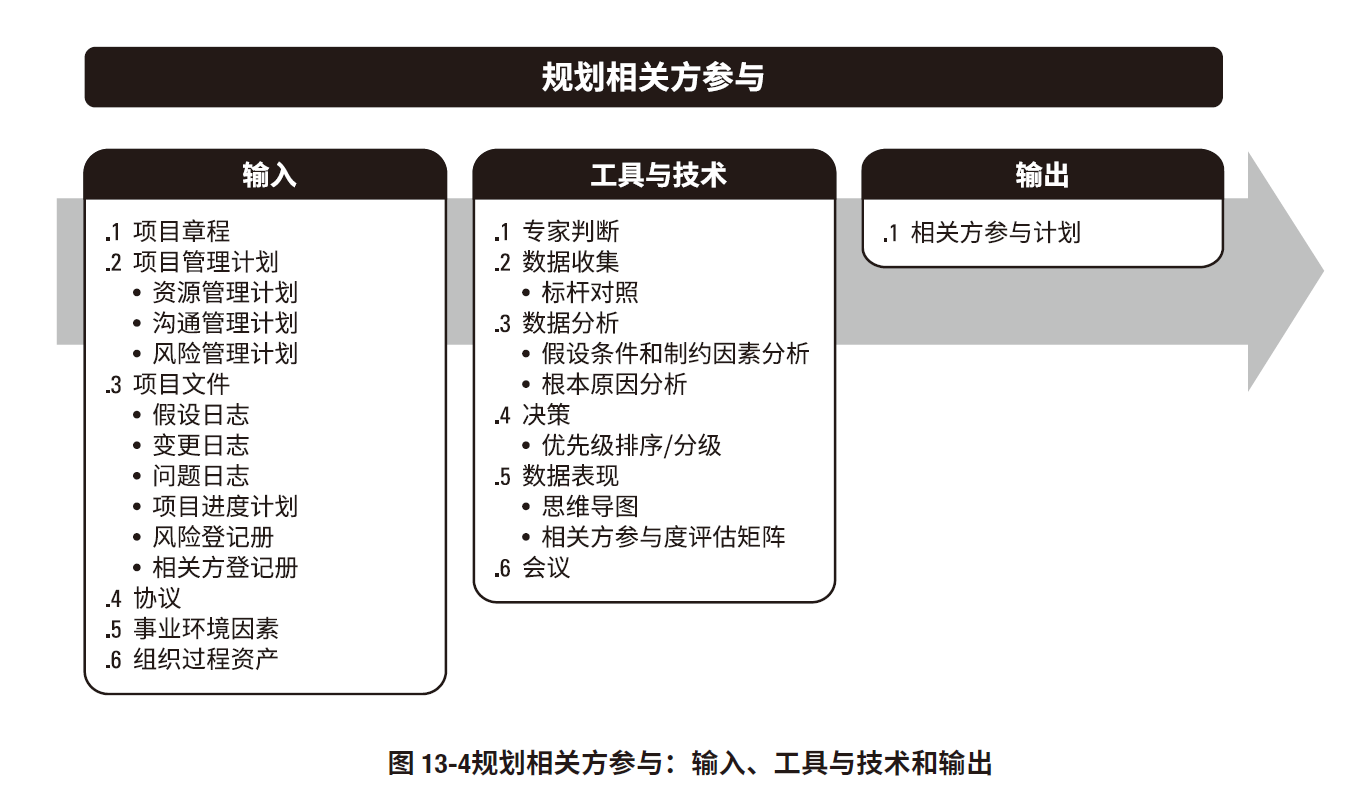 规划相关方参与
输入
.1 项目章程
.2 项目管理计划
• 资源管理计划
• 沟通管理计划
• 风险管理计划
.3 项目文件
• 假设日志
• 变更日志
• 问题日志
• 项目进度计划
• 风险登记册
• 相关方登记册
.4 协议
.5 事业环境因素
.6 组织过程资产
工具与技术
.1 专家判断
.2 数据收集
• 标杆对照
.3 数据分析
• 假设条件和制约因素分析
• 根本原因分析
.4 决策
• 优先级排序/分级
.5 数据表现
• 思维导图
• 相关方参与度评估矩阵
.6 会议
输出
.1 相关方参与计划
图 13-4规划相关方参与：输入、工具与技术和输出